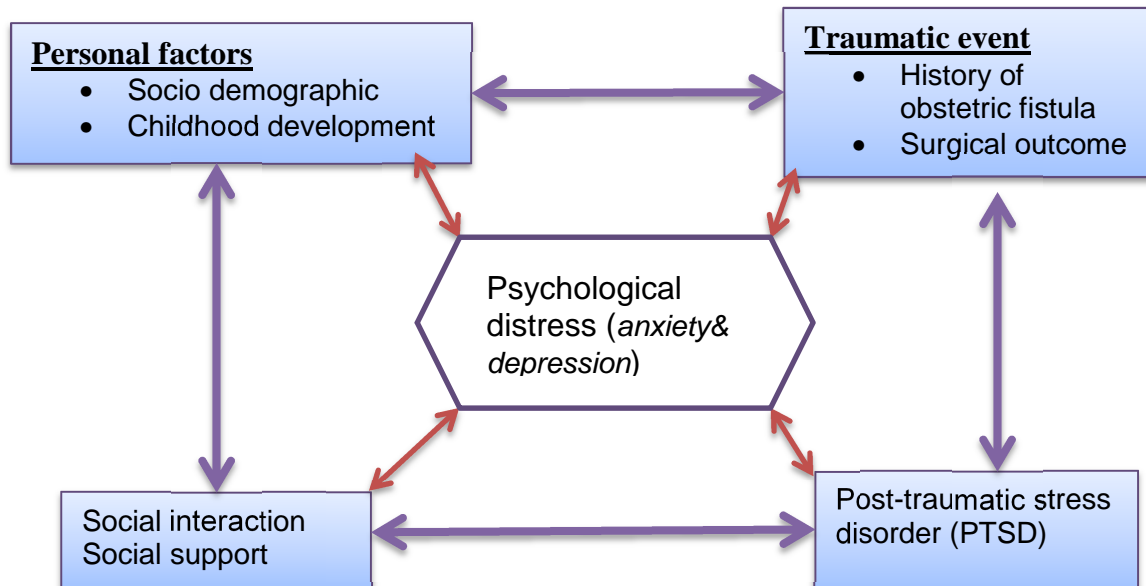 Personal factors
• Socio demographic
• Childhood development
Traumatic event
• History of
obstetric fistula
• Surgical outcome
Psychological
distress (anxiety&
depression)
Social interaction
Social support
Post-traumatic stress
disorder (PTSD)